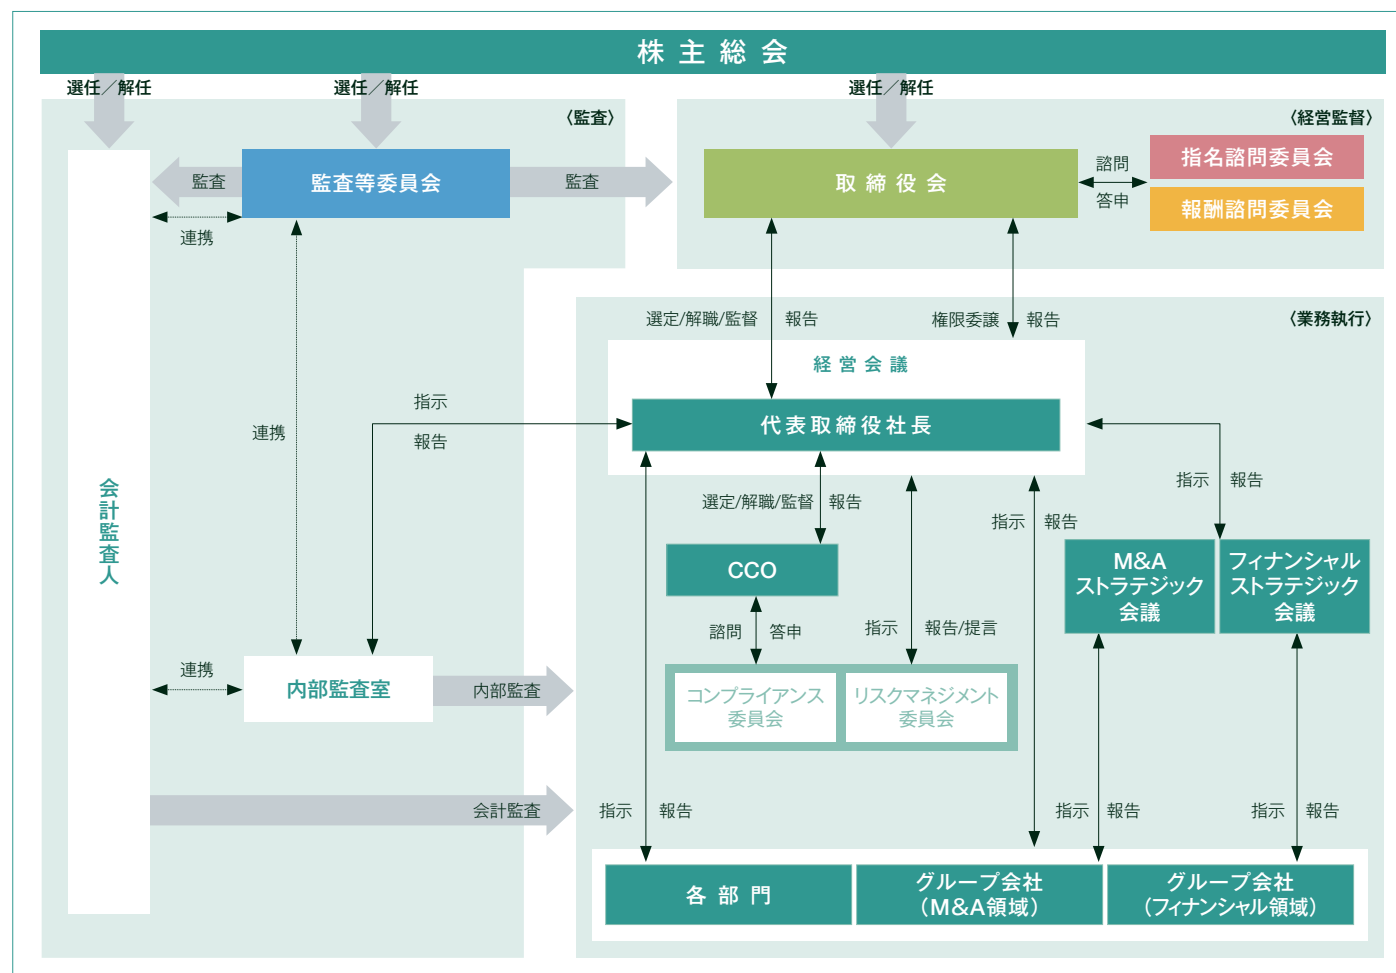 株主総会
選任／解任
選任／解任
選任／解任
〈監査〉
〈経営監督〉
監査
監査等委員会
監査
取締役会
諮問
答申
指名諮問委員会
報酬諮問委員会
連携
選定/解職/監督
報告
権限委譲
報告
〈業務執行〉
経営会議
代表取締役社長
指示
報告
連携
会計監査人
選定/解職/監督
報告
指示
報告
指示
報告
CCO
M&A
ストラテジック
会議
フィナンシャル
ストラテジック
会議
諮問
答申
指示
報告/提言
連携
内部監査室
内部監査
コンプライアンス
委員会
リスクマネジメント
委員会
会計監査
指示
報告
指示
報告
指示
報告
各部門
グループ会社
（M&A領域）
グループ会社
（フィナンシャル領域）